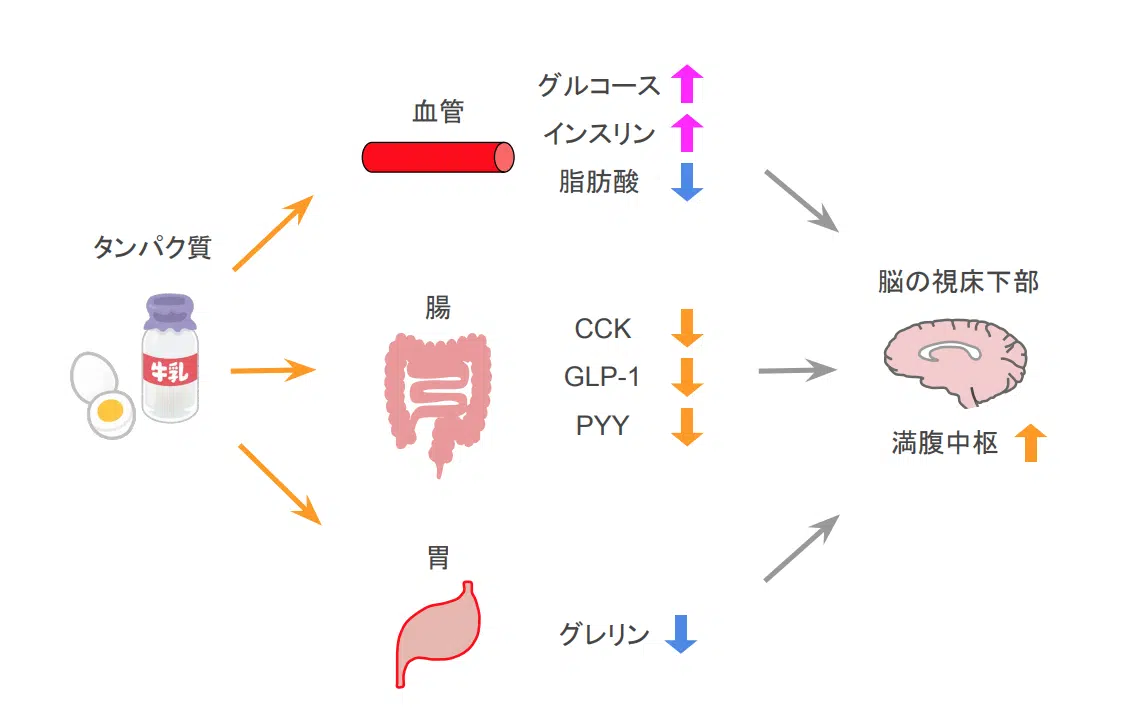 タンパク質
牛乳
血管
グルコース
インスリン
脂肪酸
腸
CCK
GLP-1
PYY
胃
グレリン
脳の視床下部
満腹中枢